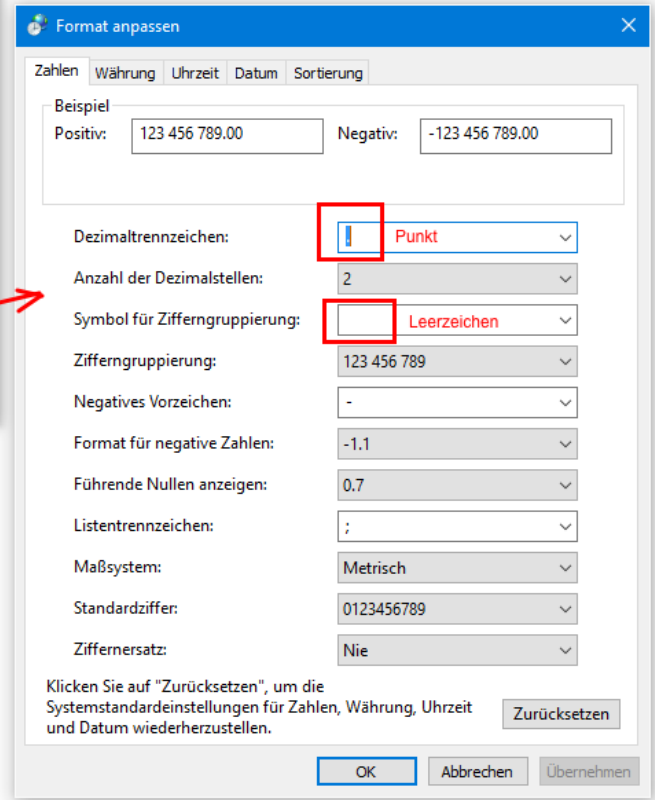 Format anpassen
Zahlen Währung Uhrzeit Datum Sortierung
Beispiel
Positiv: 123 456 789.00 Negativ: -123 456 789.00
Dezimaltrennzeichen: . Punkt
Anzahl der Dezimalstellen: 2
Symbol für Zifferngruppierung: Leerzeichen
Zifferngruppierung: 123 456 789
Negatives Vorzeichen: -
Format für negative Zahlen: -1.1
Führende Nullen anzeigen: 0.7
Listentrennzeichen: ;
Maßsystem: Metrisch
Standardziffer: 0123456789
Ziffernersatz: Nie
Klicken Sie auf "Zurücksetzen", um die
Systemstandardeinstellungen für Zahlen, Währung, Uhrzeit
und Datum wiederherzustellen.
Zurücksetzen
OK Abbrechen Übernehmen